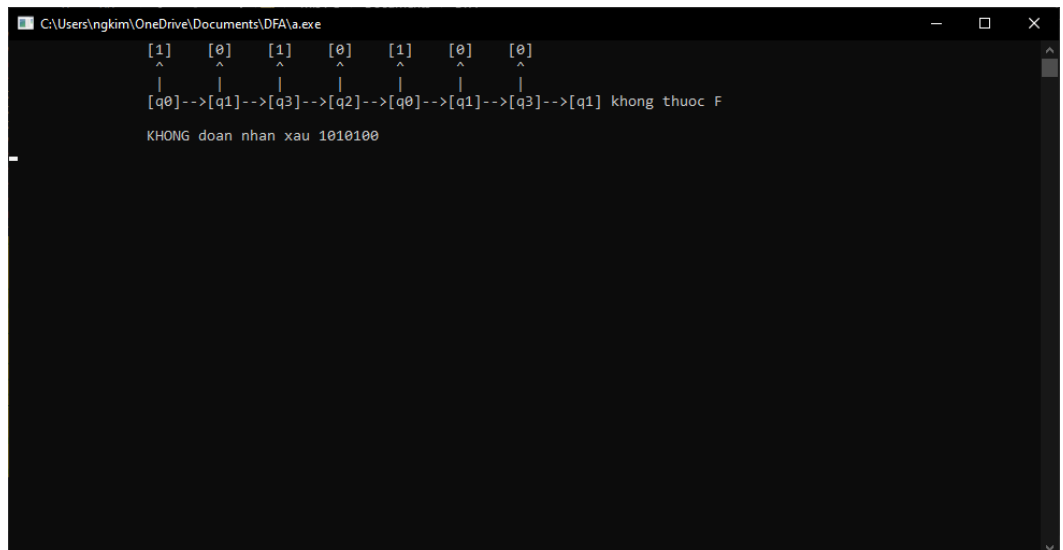 C:\Users\ngkim\OneDrive\Documents\DFA\a.exe
[1] [0] [1] [0] [1] [0] [0]
^ ^ ^ ^ ^ ^ ^
| | | | | | |
[q0]-->[q1]-->[q3]-->[q2]-->[q0]-->[q1]-->[q3]-->[q1] khong thuoc F
KHONG doan nhan xau 1010100